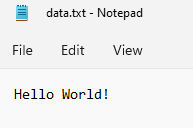 data.txt - Notepad
File Edit View
Hello World!